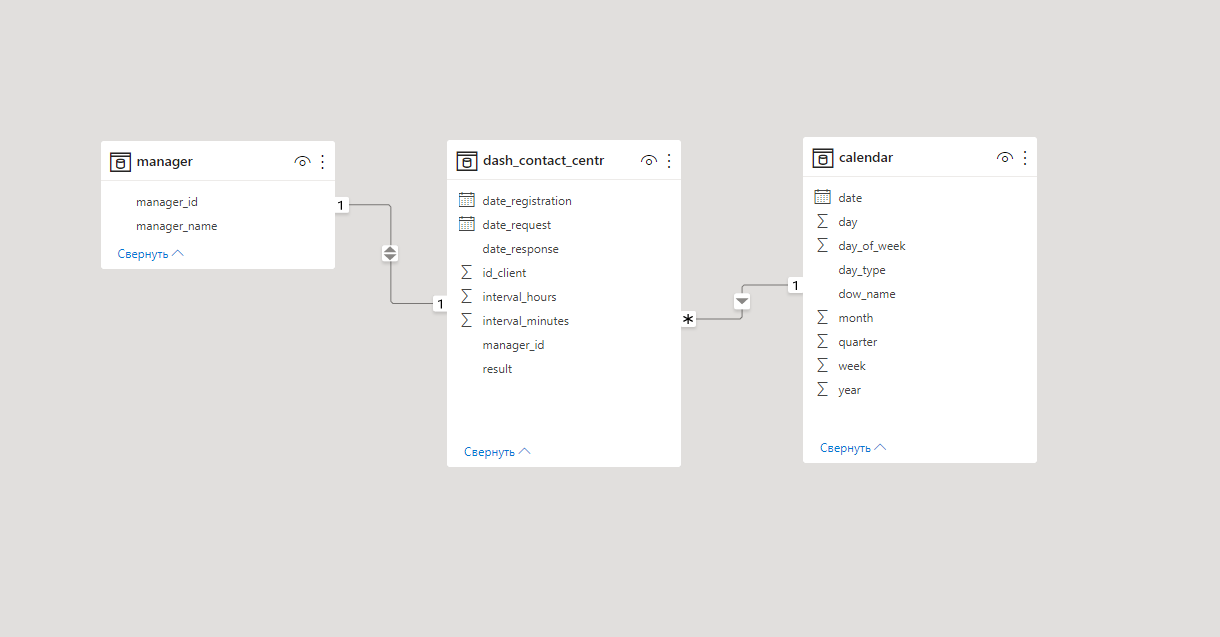 manager
manager_id
manager_name
Свернуть
1
1
dash_contact_centr
date_registration
date_request
date_response
id_client
interval_hours
interval_minutes
manager_id
result
Свернуть
*
1
calendar
date
day
day_of_week
day_type
dow_name
month
quarter
week
year
Свернуть